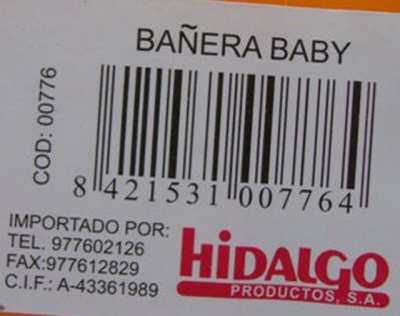 BAÑERA BABY
COD: 00776
8 421531 007764
IMPORTADO POR:
TEL. 977602126
FAX:977612829
C.I.F.: A-43361989
HiDALGO
PRODUCTOS, S.A.